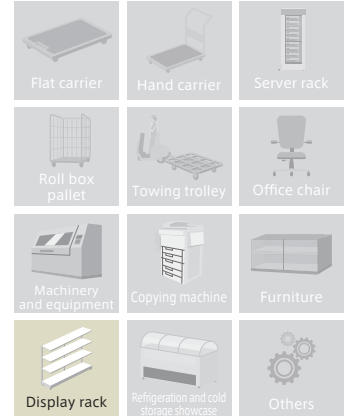 Flat carrier
Hand carrier
Server rack
Roll box
pallet
Towing trolley
Office chair
Machinery
and equipment
Copying machine
Furniture
Display rack
Refrigeration and cold
storage showcase
Others